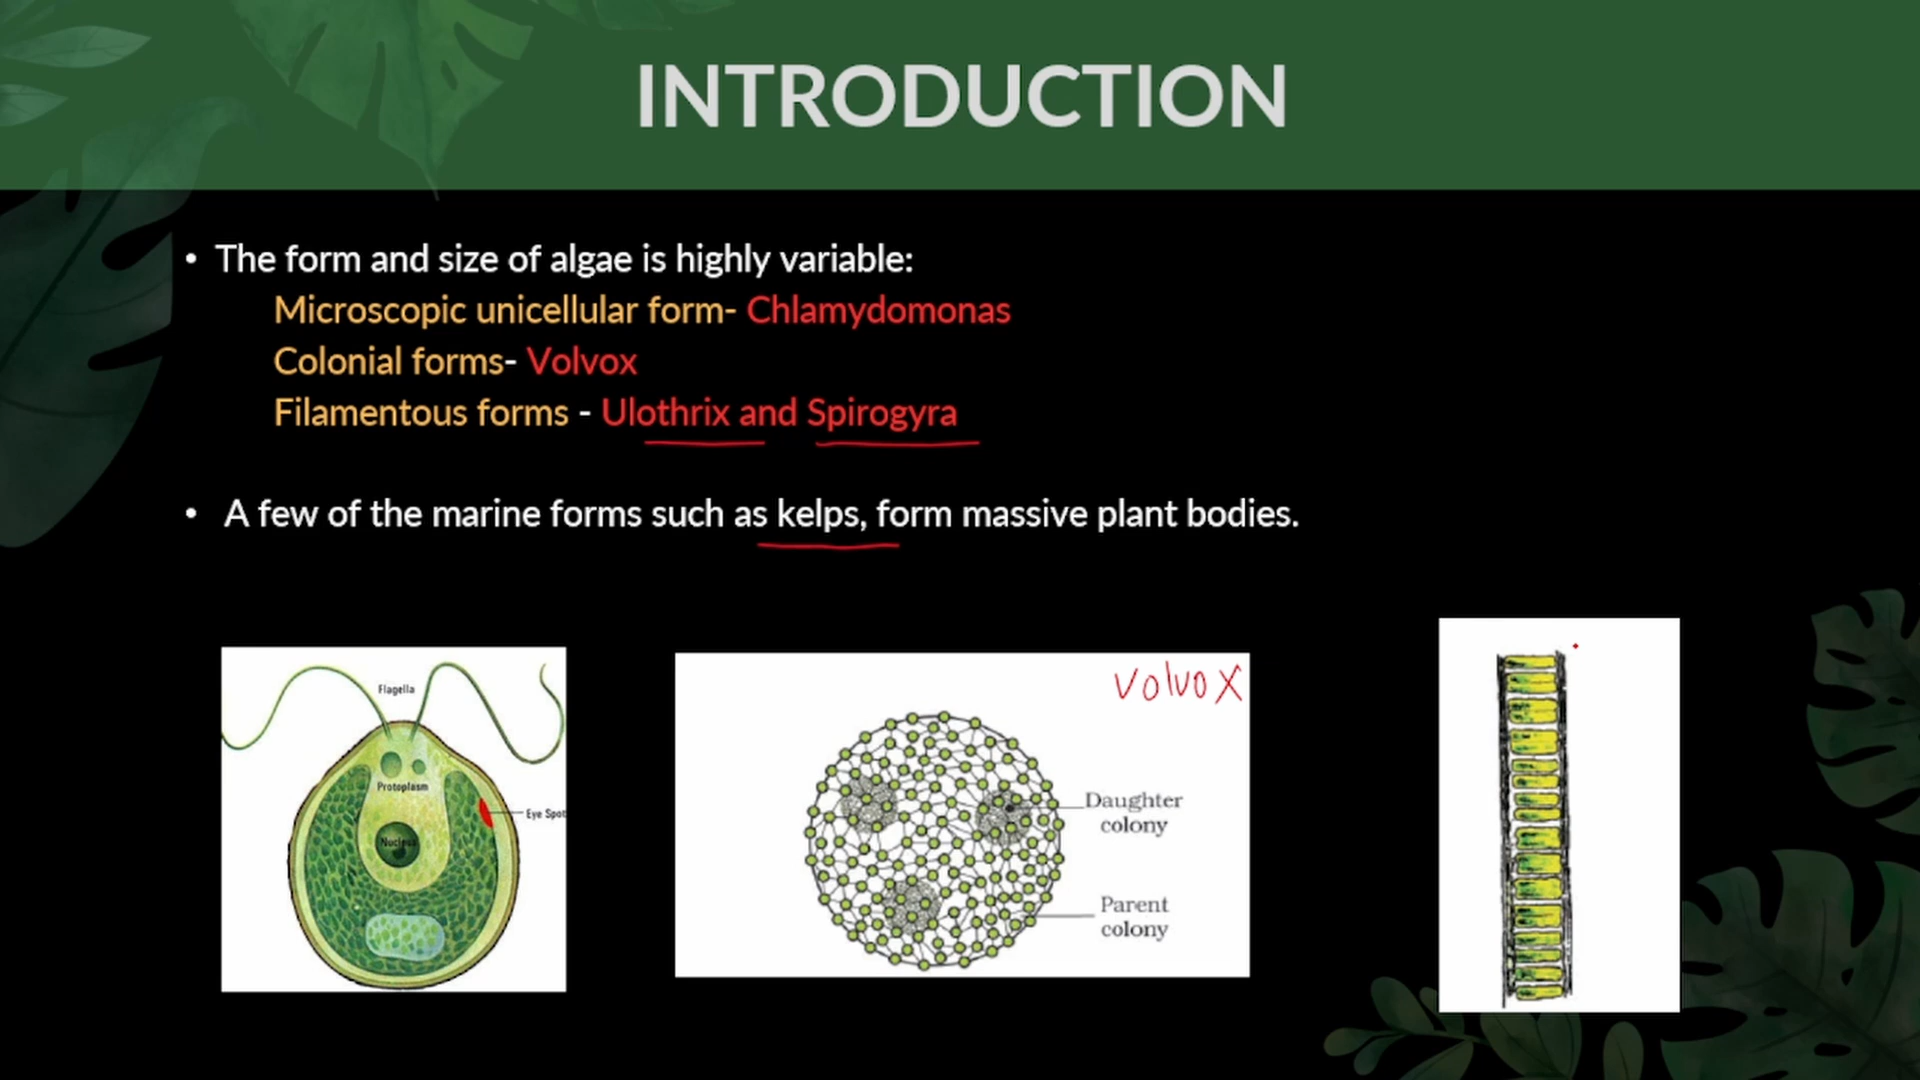 INTRODUCTION
• The form and size of algae is highly variable:
Microscopic unicellular form- Chlamydomonas
Colonial forms- Volvox
Filamentous forms - Ulothrix and Spirogyra
• A few of the marine forms such as kelps, form massive plant bodies.
Flagella
Protoplasm
Eye Spot
Nucleus
Volvox
Daughter
colony
Parent
colony